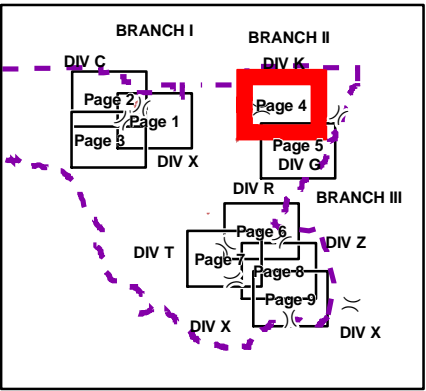 BRANCH I
BRANCH II
DIV C
DIV K
Page 2
Page 4
Page 1
Page 3
Page 5
DIV X
DIV G
DIV R
BRANCH III
Page 6
DIV T
DIV Z
Page 7
Page 8
Page 9
DIV X
DIV X